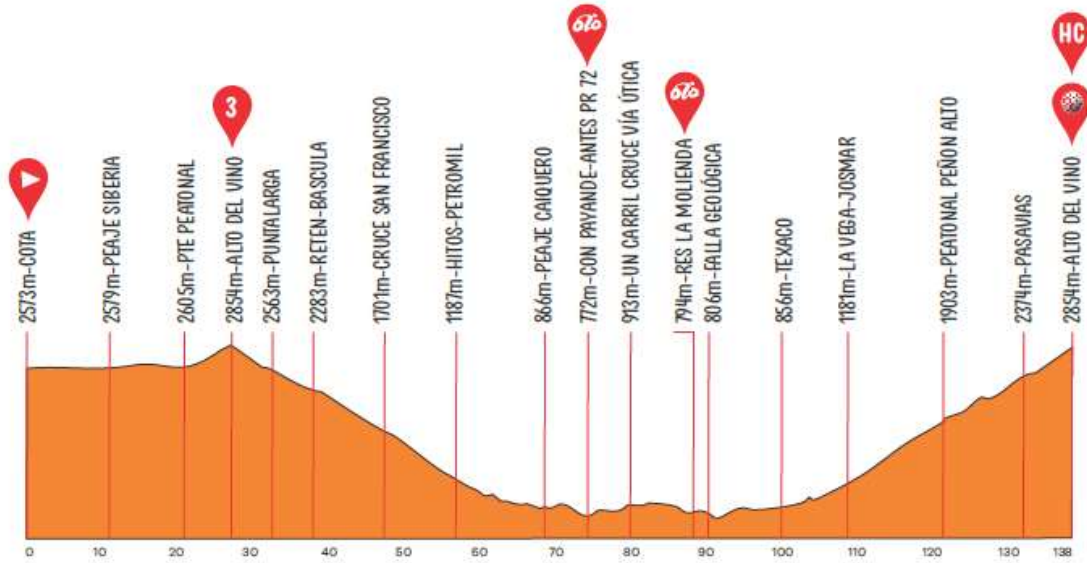 HC
3
2573m-COTA
2579m-PEAJE SIBERIA
2605m-PTE PEATONAL
2854m-ALTO DEL VINO
2563m-PUNTALARGA
2283m-RETEN-BASCULA
1701m-CRUCE SAN FRANCISCO
1187m-HITOS-PETROMIL
866m-PEAJE CAIQUERO
772m-CON PAYANDE-ANTES PR 72
913m-UN CARRIL CRUCE VÍA ÚTICA
794m-RES LA MOLIENDA
806m-FALLA GEOLÓGICA
856m-TEXACO
1181m-LA VEGA-JOSMAR
1903m-PEATONAL PEÑON ALTO
2374m-PASAVIAS
2854m-ALTO DEL VINO
0 10 20 30 40 50 60 70 80 90 100 110 120 130 138